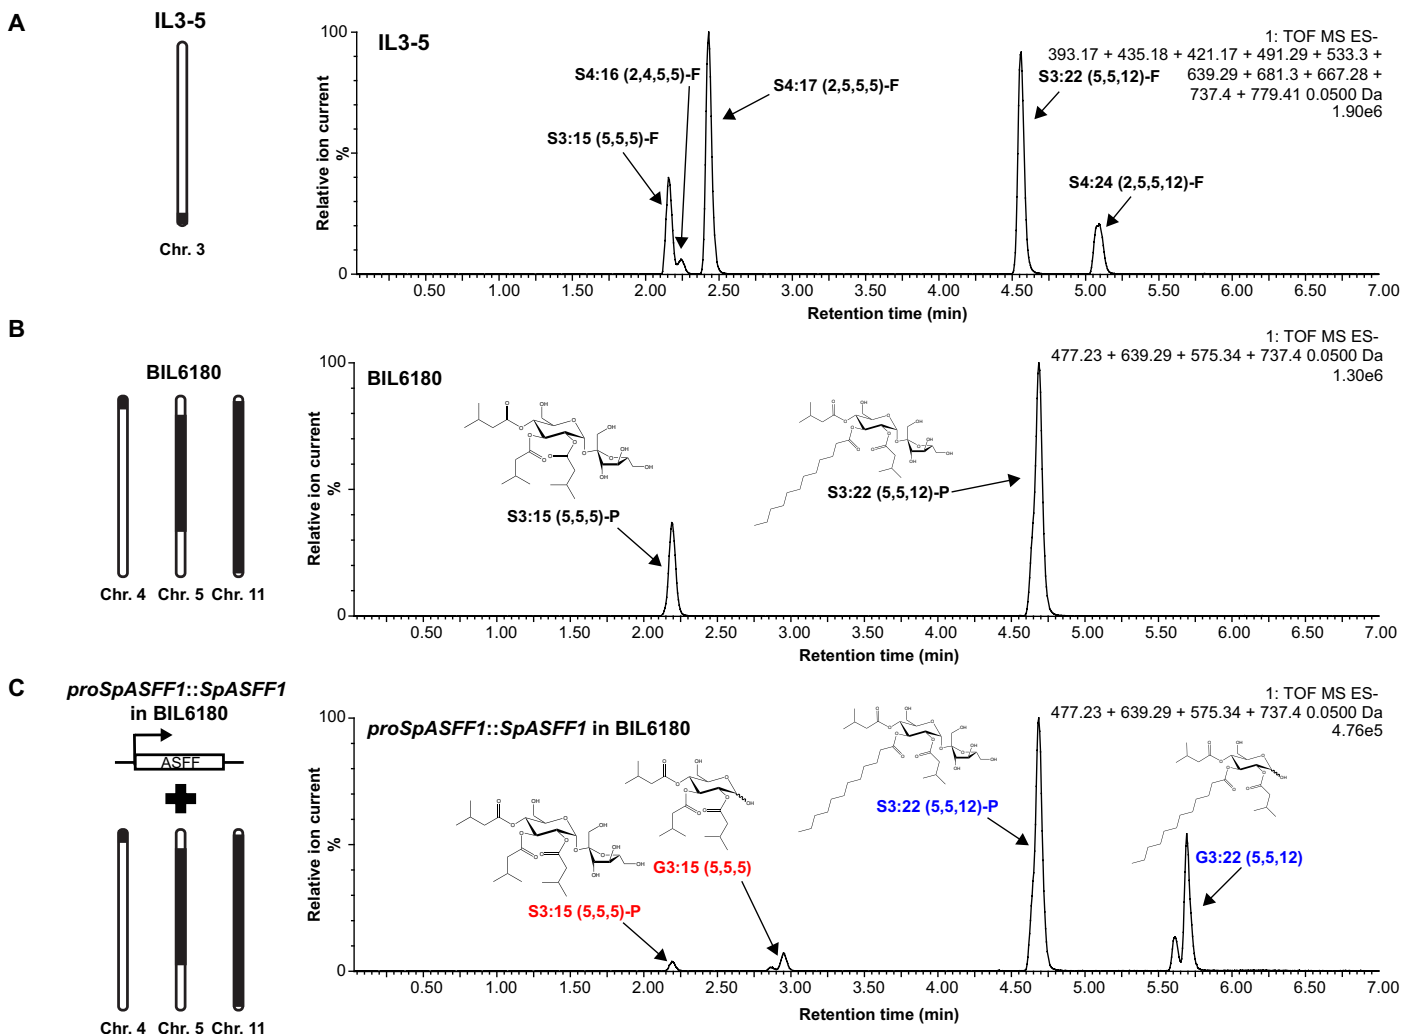 A
IL3-5
Chr. 3
IL3-5
1: TOF MS ES-
393.17 + 435.18 + 421.17 + 491.29 + 533.3 +
639.29 + 681.3 + 667.28 +
737.4 + 779.41 0.0500 Da
1.90e6
S4:16 (2,4,5,5)-F
S4:17 (2,5,5,5)-F
S3:22 (5,5,12)-F
S3:15 (5,5,5)-F
S4:24 (2,5,5,12)-F
Relative ion current
%
100
0
0.50 1.00 1.50 2.00 2.50 3.00 3.50 4.00 4.50 5.00 5.50 6.00 6.50 7.00
Retention time (min)
B
BIL6180
Chr. 4 Chr. 5 Chr. 11
BIL6180
1: TOF MS ES-
477.23 + 639.29 + 575.34 + 737.4 0.0500 Da
1.30e6
S3:15 (5,5,5)-P
S3:22 (5,5,12)-P
Relative ion current
%
100
0
0.50 1.00 1.50 2.00 2.50 3.00 3.50 4.00 4.50 5.00 5.50 6.00 6.50 7.00
Retention time (min)
C
proSpASFF1::SpASFF1
in BIL6180
ASFF
Chr. 4 Chr. 5 Chr. 11
proSpASFF1::SpASFF1 in BIL6180
1: TOF MS ES-
477.23 + 639.29 + 575.34 + 737.4 0.0500 Da
4.76e5
S3:15 (5,5,5)-P
G3:15 (5,5,5)
S3:22 (5,5,12)-P
G3:22 (5,5,12)
Relative ion current
%
100
0
0.50 1.00 1.50 2.00 2.50 3.00 3.50 4.00 4.50 5.00 5.50 6.00 6.50 7.00
Retention time (min)